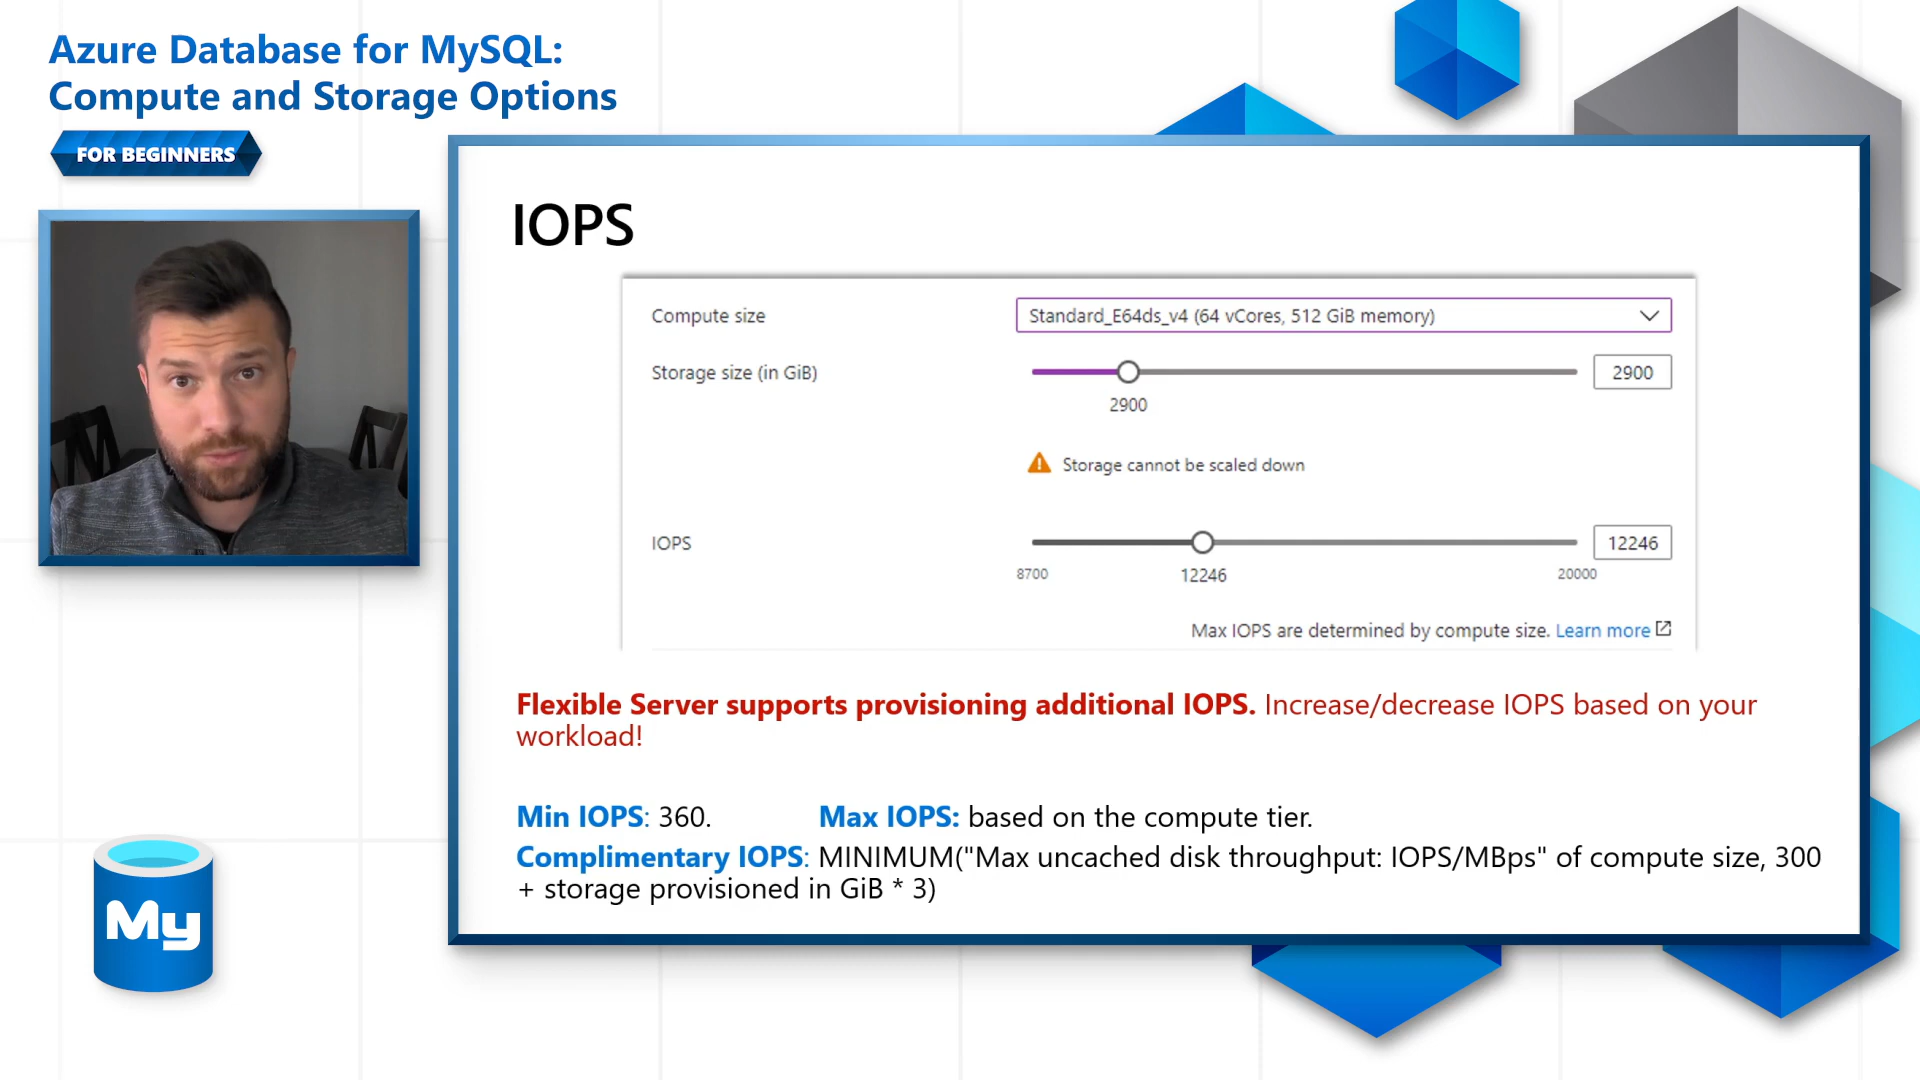 Azure Database for MySQL:
Compute and Storage Options
FOR BEGINNERS
IOPS
Compute size
Standard_E64ds_v4 (64 vCores, 512 GiB memory)
Storage size (in GiB)
2900
2900
Storage cannot be scaled down
IOPS
12246
8700
12246
20000
Max IOPS are determined by compute size. Learn more
Flexible Server supports provisioning additional IOPS. Increase/decrease IOPS based on your
workload!
Min IOPS: 360. Max IOPS: based on the compute tier.
Complimentary IOPS: MINIMUM("Max uncached disk throughput: IOPS/MBps" of compute size, 300
+ storage provisioned in GiB * 3)
My